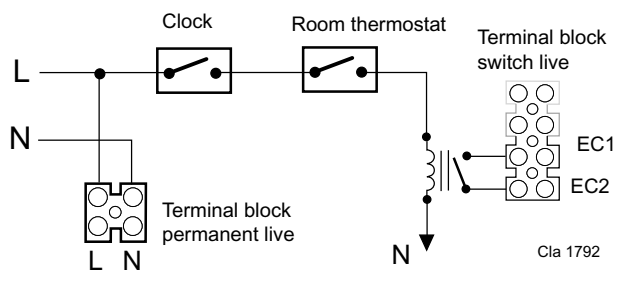 Clock
Room thermostat
Terminal block
switch live
L
N
EC1
EC2
Terminal block
permanent live
L N
N
Cla 1792